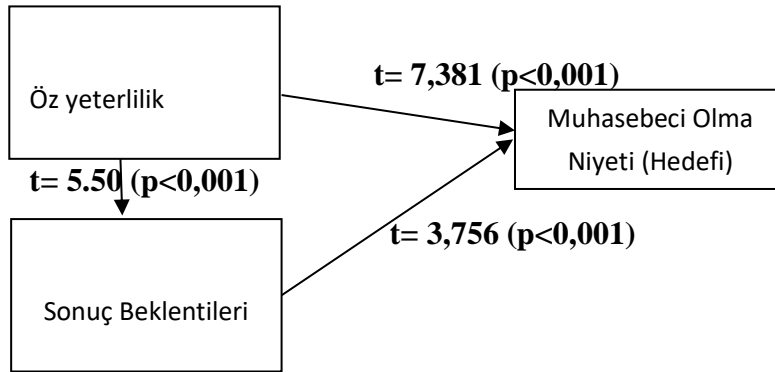 t= 7,381 (p<0,001)
Öz yeterlilik
Muhasebeci Olma
Niyeti (Hedefi)
t= 5.50 (p<0,001)
t= 3,756 (p<0,001)
Sonuç Beklentileri